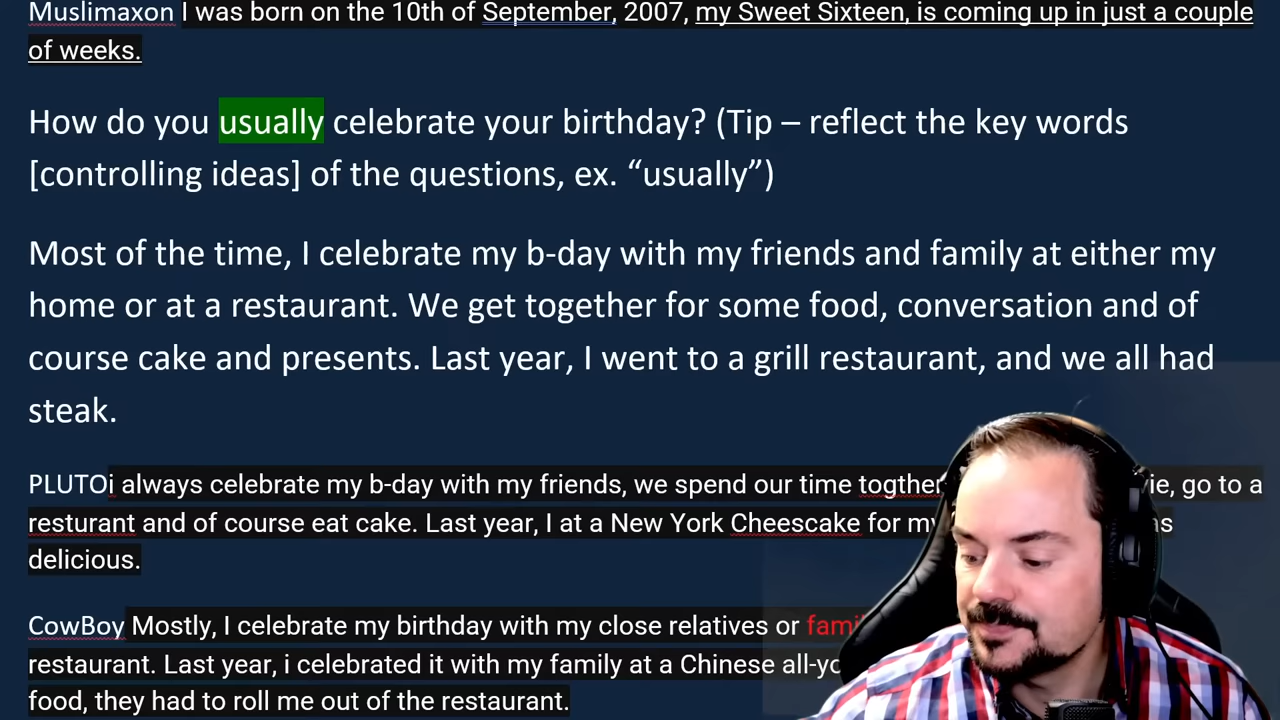 Muslimaxon I was born on the 10th of September, 2007, my Sweet Sixteen, is coming up in just a couple
of weeks.
How do you usually celebrate your birthday? (Tip – reflect the key words
[controlling ideas] of the questions, ex. “usually”)
Most of the time, I celebrate my b-day with my friends and family at either my
home or at a restaurant. We get together for some food, conversation and of
course cake and presents. Last year, I went to a grill restaurant, and we all had
steak.
PLUTOi always celebrate my b-day with my friends, we spend our time togther go to a
resturant and of course eat cake. Last year, I at a New York Cheescake for
delicious.
CowBoy Mostly, I celebrate my birthday with my close relatives or
restaurant. Last year, i celebrated it with my family at a Chinese
food, they had to roll me out of the restaurant.